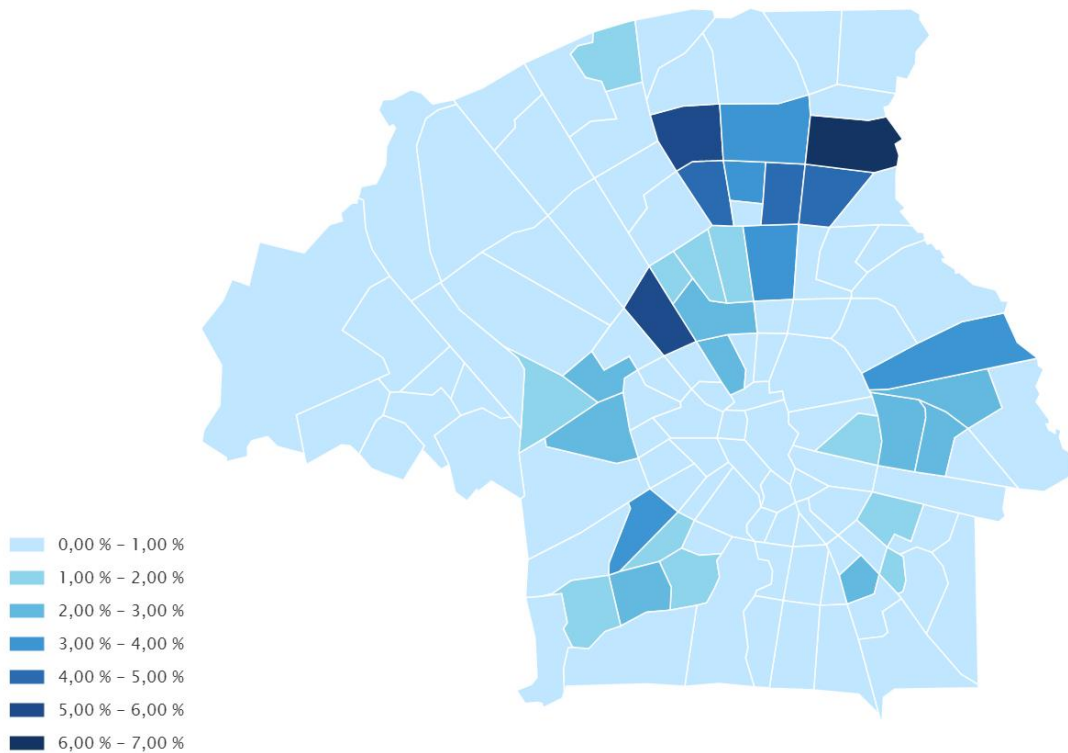 0,00 % – 1,00 %
1,00 % – 2,00 %
2,00 % – 3,00 %
3,00 % – 4,00 %
4,00 % – 5,00 %
5,00 % – 6,00 %
6,00 % – 7,00 %